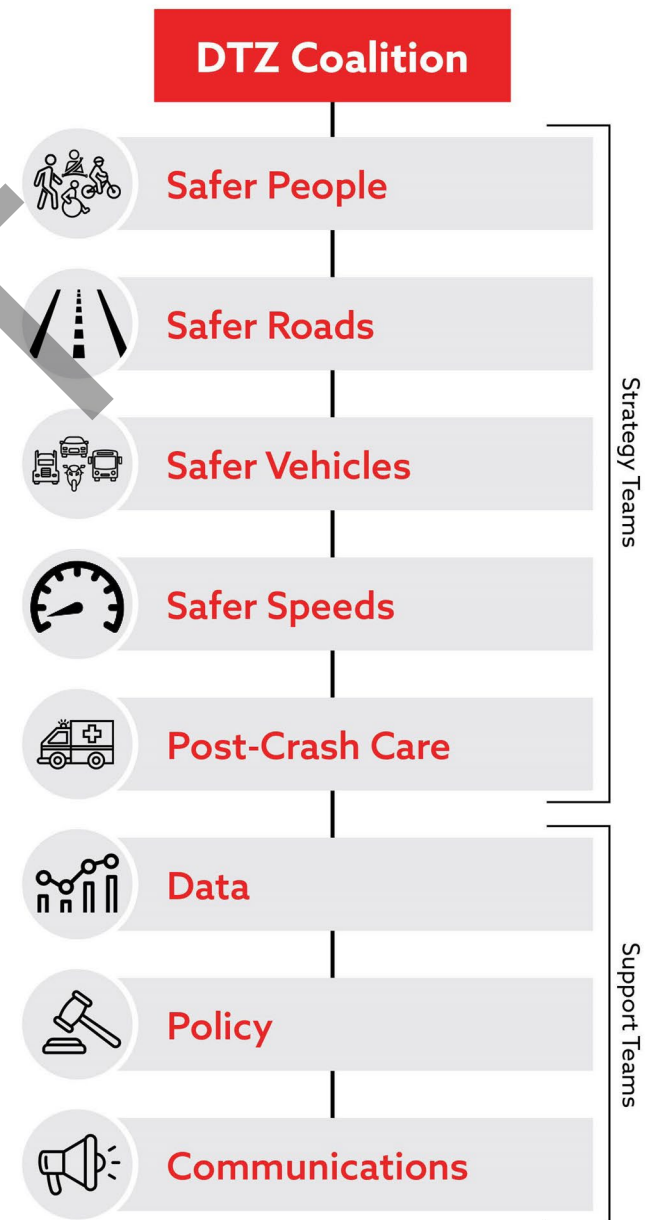 DTZ Coalition
Safer People
Safer Roads
Safer Vehicles
Safer Speeds
Post-Crash Care
Strategy Teams
Data
Policy
Communications
Support Teams